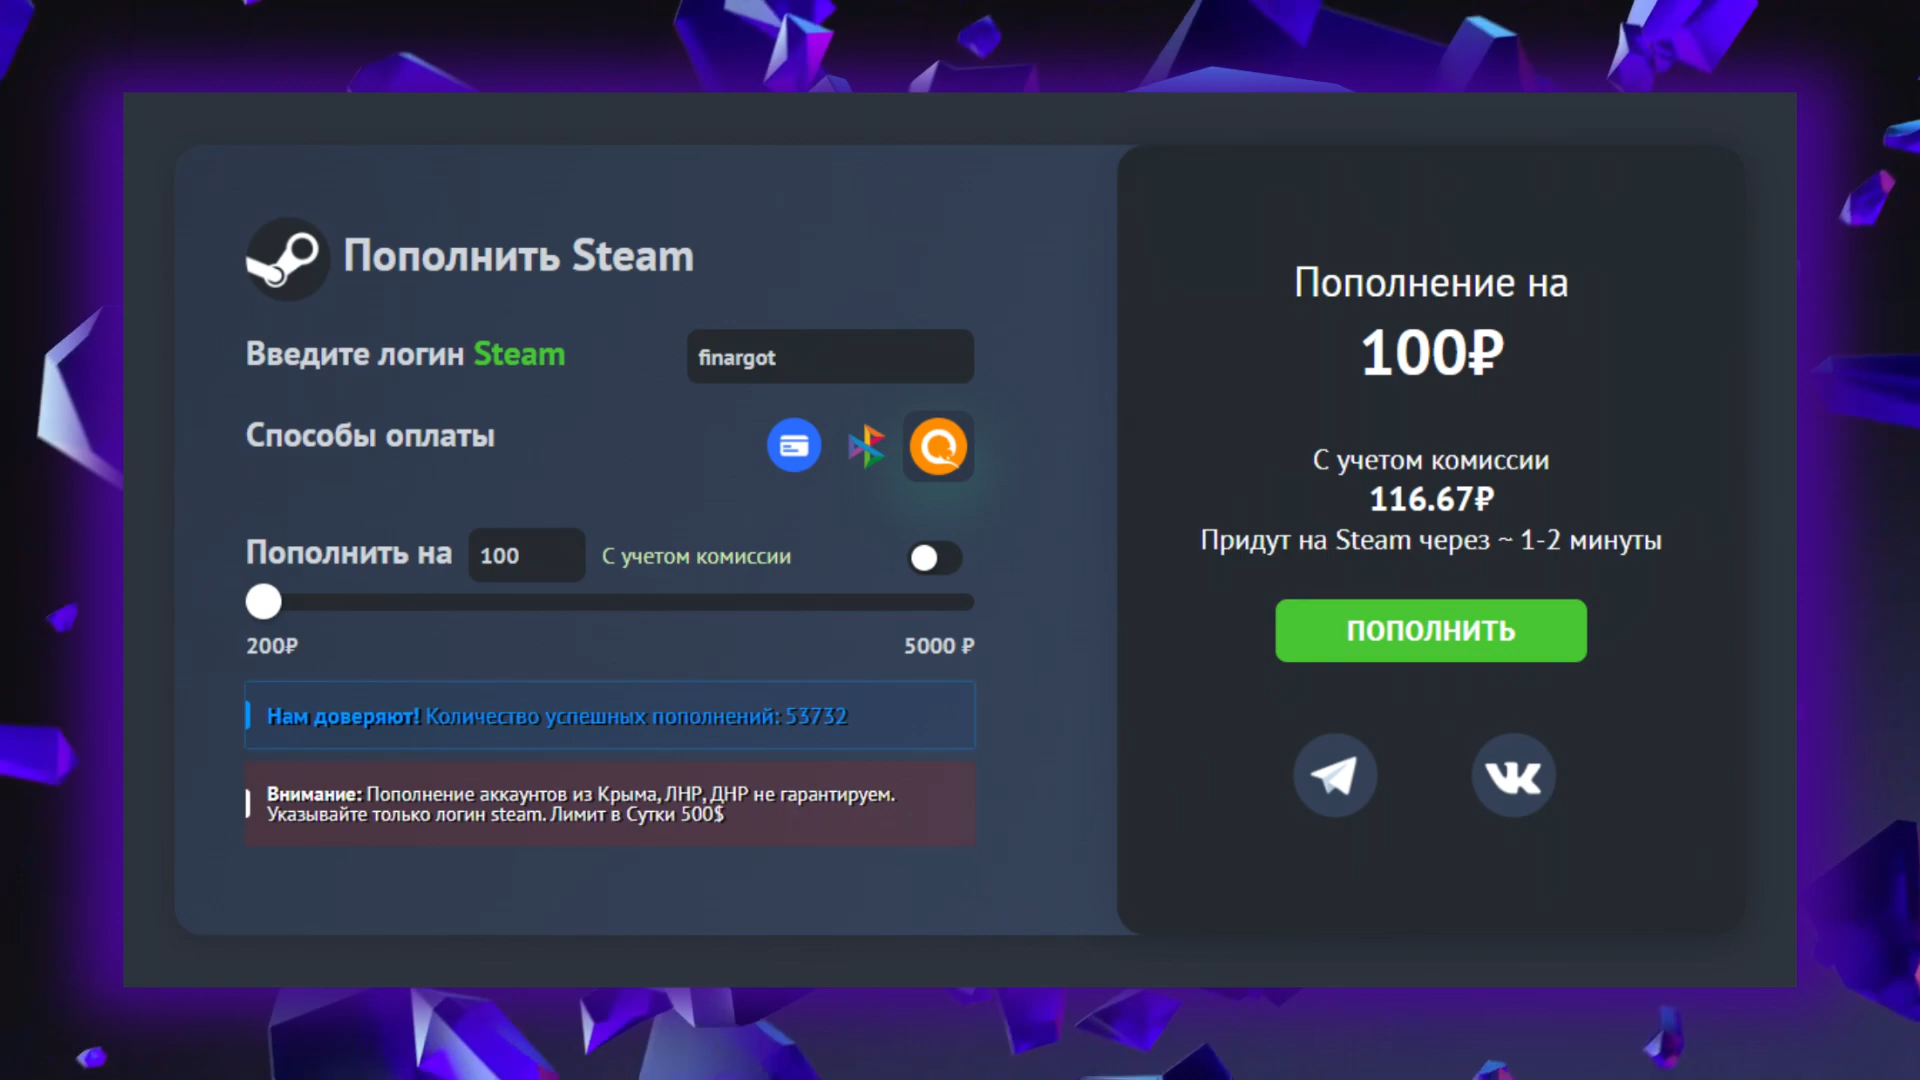 Пополнить Steam
Введите логин Steam
finargot
Способы оплаты
Пополнить на
100
С учетом комиссии
200₽
5000 ₽
Нам доверяют! Количество успешных пополнений: 53732
Внимание: Пополнение аккаунтов из Крыма, ЛНР, ДНР не гарантируем.
Указывайте только логин steam. Лимит в Сутки 500$
Пополнение на
100₽
С учетом комиссии
116.67₽
Придут на Steam через ~ 1-2 минуты
ПОПОЛНИТЬ